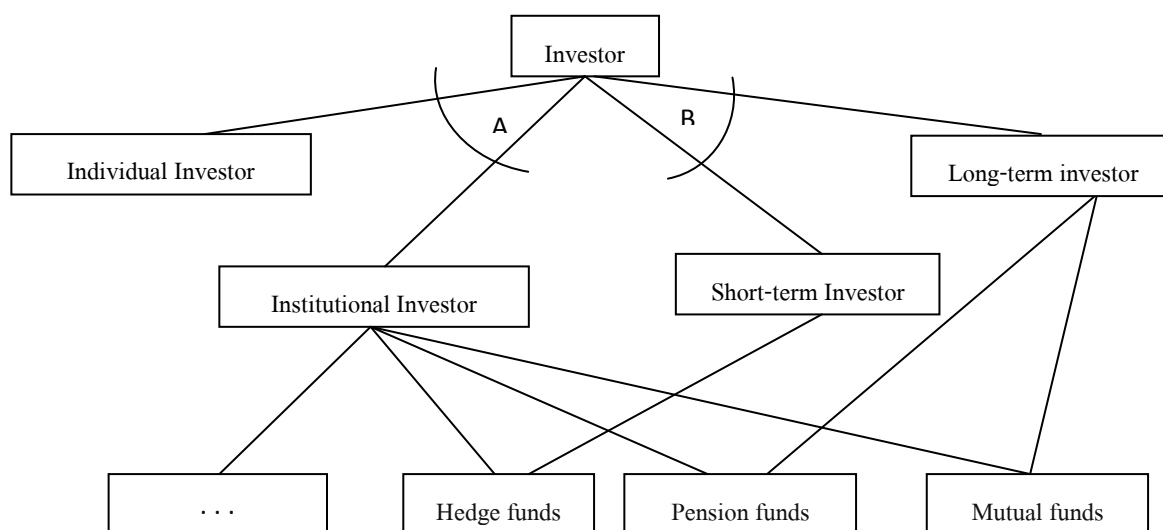 Investor
A
B
Individual Investor
Long-term investor
Institutional Investor
Short-term Investor
. . .
Hedge funds
Pension funds
Mutual funds